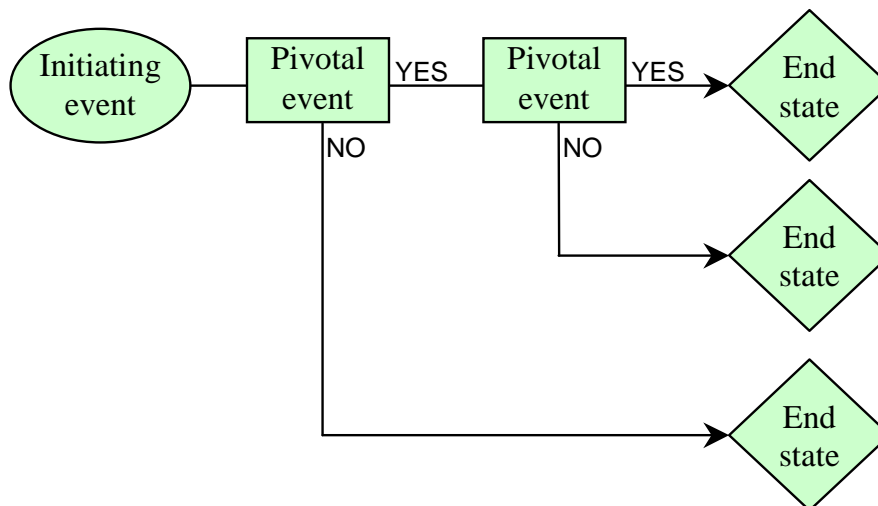 Initiating
event
Pivotal
event
YES
Pivotal
event
YES
End
state
NO
NO
End
state
End
state